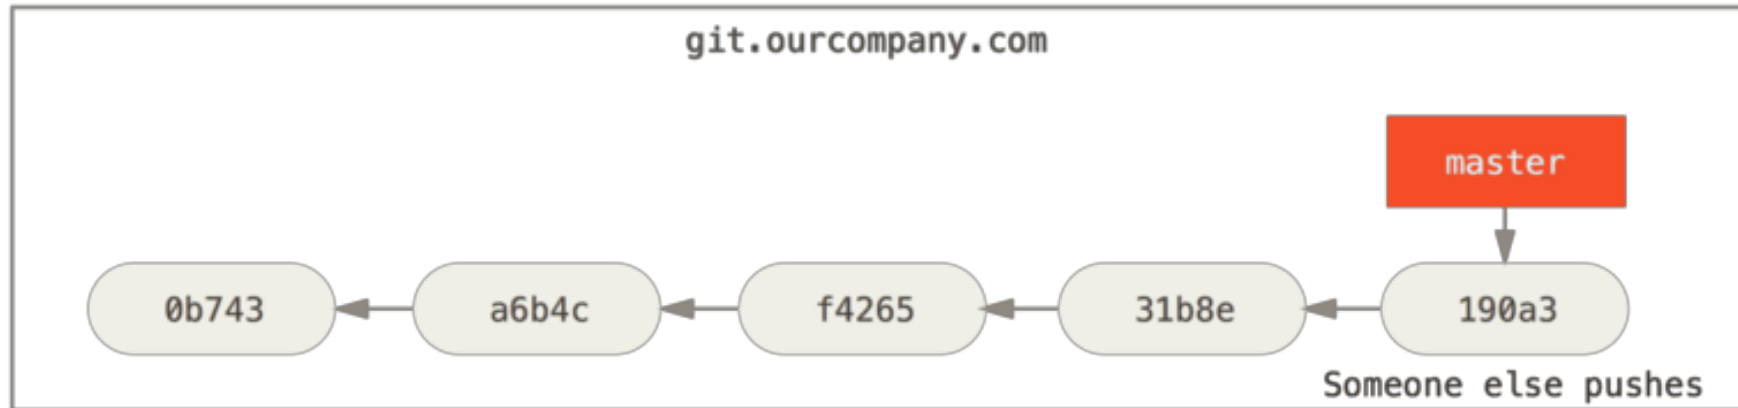 git.ourcompany.com
master
0b743 a6b4c f4265 31b8e 190a3
Someone else pushes